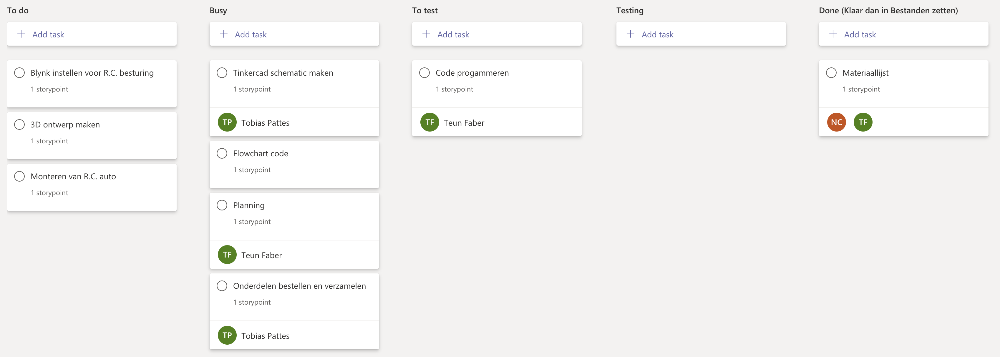 To do
+ Add task
Blynk instellen voor R.C. besturing
1 storypoint
3D ontwerp maken
1 storypoint
Monteren van R.C. auto
1 storypoint
Busy
+ Add task
Tinkercad schematic maken
1 storypoint
TP Tobias Pattes
Flowchart code
1 storypoint
Planning
1 storypoint
TF Teun Faber
Onderdelen bestellen en verzamelen
1 storypoint
TP Tobias Pattes
To test
+ Add task
Code progammeren
1 storypoint
TF Teun Faber
Testing
+ Add task
Done (Klaar dan in Bestanden zetten)
+ Add task
Materiaallijst
1 storypoint
NC TF